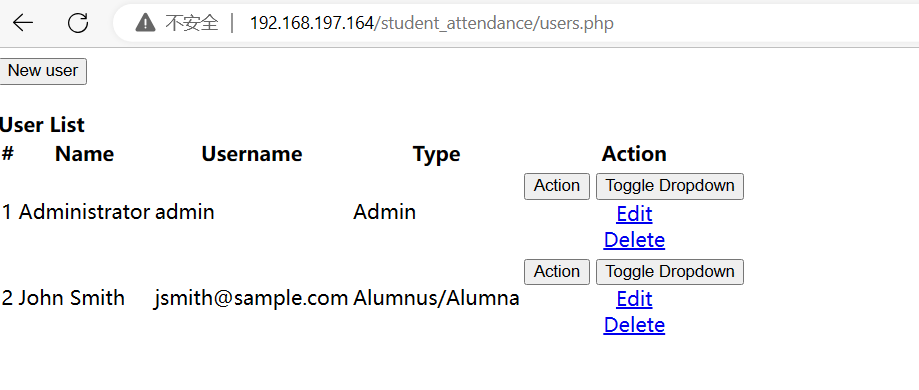 不安全 192.168.197.164/student_attendance/users.php
New user
User List
# Name Username Type Action
Action Toggle Dropdown
1 Administrator admin Admin Edit
Delete
Action Toggle Dropdown
2 John Smith jsmith@sample.com Alumnus/Alumna Edit
Delete